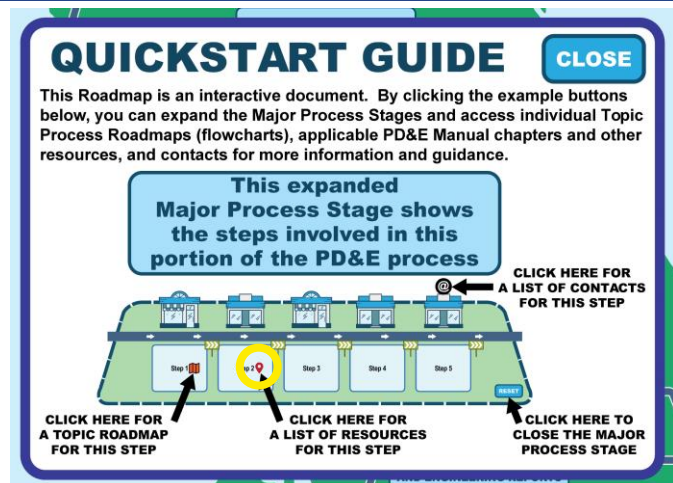 QUICKSTART GUIDE
CLOSE
This Roadmap is an interactive document. By clicking the example buttons
below, you can expand the Major Process Stages and access individual Topic
Process Roadmaps (flowcharts), applicable PD&E Manual chapters and other
resources, and contacts for more information and guidance.
This expanded
Major Process Stage shows
the steps involved in this
portion of the PD&E process
@
CLICK HERE FOR
A LIST OF CONTACTS
FOR THIS STEP
Step 1
p 2
Step 3
Step 4
Step 5
RESET
CLICK HERE FOR
A TOPIC ROADMAP
FOR THIS STEP
CLICK HERE FOR
A LIST OF RESOURCES
FOR THIS STEP
CLICK HERE TO
CLOSE THE MAJOR
PROCESS STAGE
AND ENGINEERING REPORTS